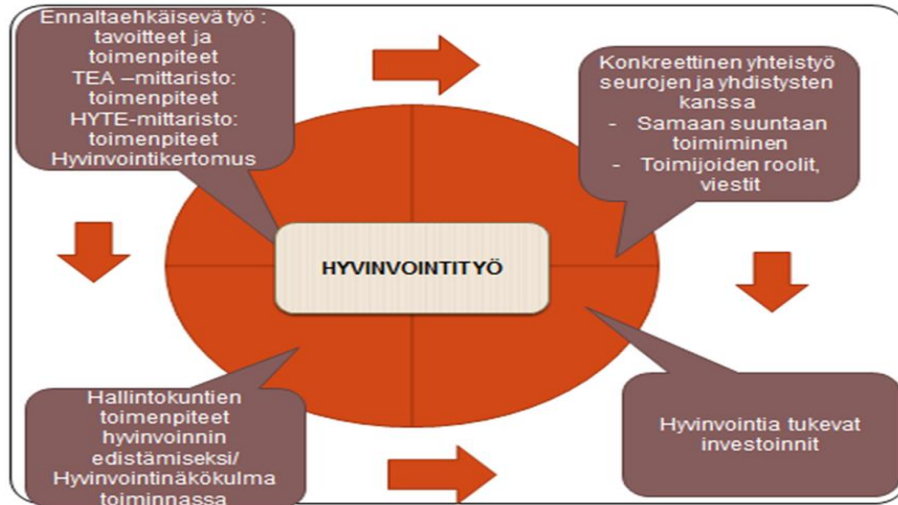 Ennaltaehkäisevä työ :
tavoitteet ja
toimenpiteet
TEA –mittaristo:
toimenpiteet
HYTE-mittaristo:
toimenpiteet
Hyvinvointikertomus
Konkreettinen yhteistyö
seurojen ja yhdistysten
kanssa
- Samaan suuntaan
toimiminen
- Toimijoiden roolit,
viestit
HYVINVOINTITYÖ
Hallintokuntien
toimenpiteet
hyvinvoinnin
edistämiseksi/
Hyvinvointinäkökulma
toiminnassa
Hyvinvointia tukevat
investoinnit